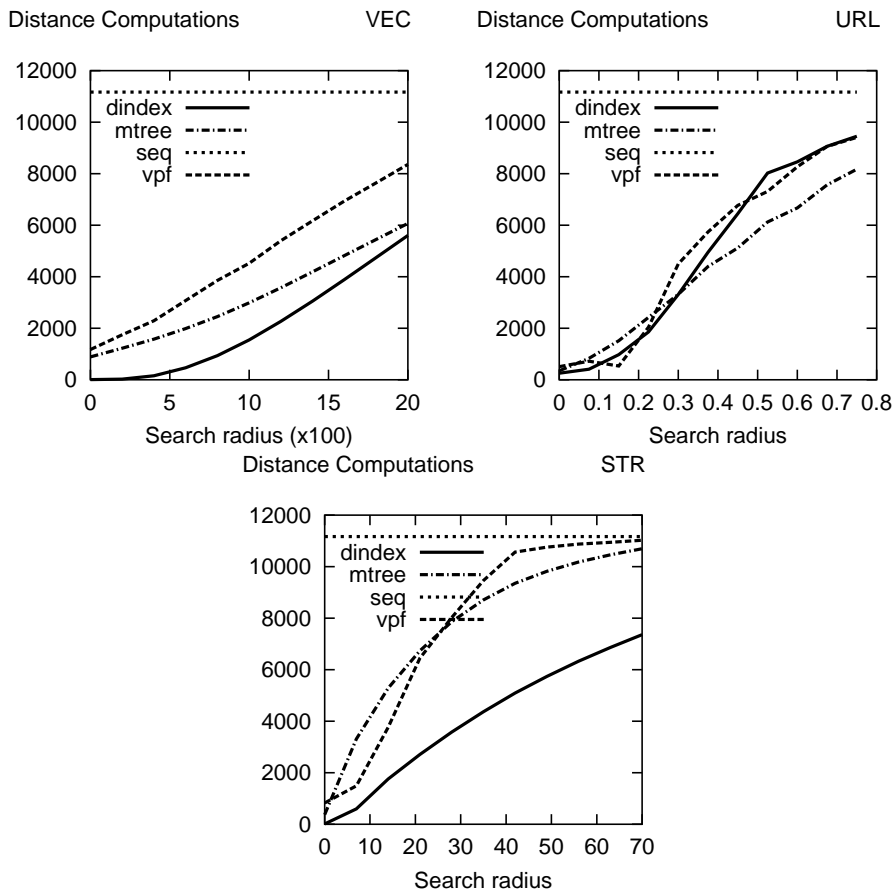 Distance Computations VEC
12000
10000
8000
6000
4000
2000
0
dindex
mtree
seq
vpf
0 5 10 15 20
Search radius (x100)
Distance Computations URL
12000
10000
8000
6000
4000
2000
0
dindex
mtree
seq
vpf
0 0.1 0.2 0.3 0.4 0.5 0.6 0.7 0.8
Search radius
Distance Computations STR
12000
10000
8000
6000
4000
2000
0
dindex
mtree
seq
vpf
0 10 20 30 40 50 60 70
Search radius